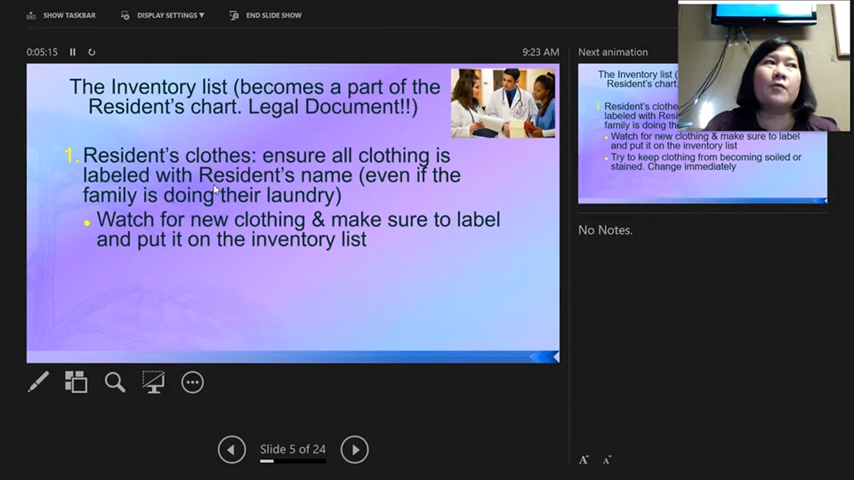 SHOW TASKBAR
DISPLAY SETTINGS ▼
END SLIDE SHOW
0:05:15
9:23 AM
Next animation
The Inventory list (becomes a part of the
Resident's chart. Legal Document!!)
1. Resident's clothes: ensure all clothing is
labeled with Resident's name (even if the
family is doing their laundry)
• Watch for new clothing & make sure to label
and put it on the inventory list
The Inventory list (
Resident's chart.
1. Resident's clothe
labeled with Resi
family is doing the
• Watch for new clothing & make sure to label
and put it on the inventory list
• Try to keep clothing from becoming soiled or
stained. Change immediately
No Notes.
Slide 5 of 24
A
A